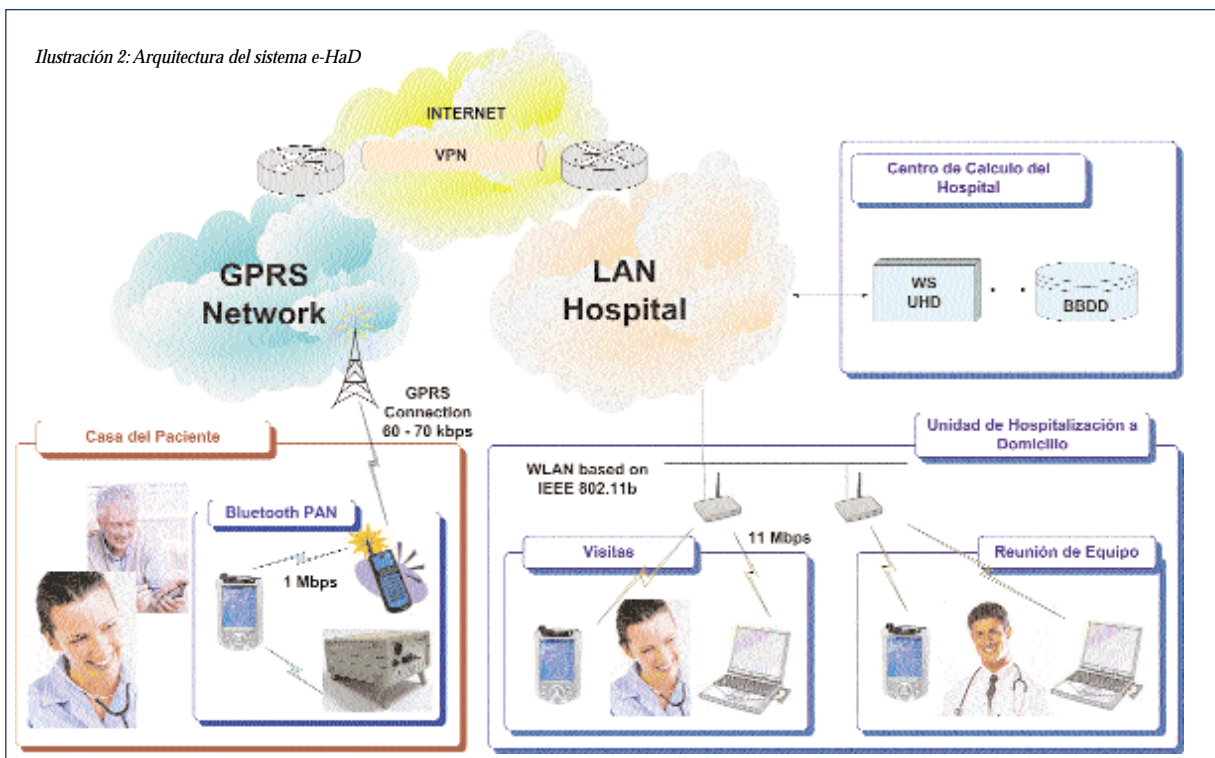 Ilustración 2: Arquitectura del sistema e-HaD
INTERNET
VPN
GPRS
Network
LAN
Hospital
Centro de Calculo del
Hospital
WS
UHD
BBDD
GPRS
Connection
60 - 70 kbps
Casa del Paciente
Bluetooth PAN
1 Mbps
Unidad de Hospitalización a
Domicilio
WLAN based on
IEEE 802.11b
11 Mbps
Visitas
Reunión de Equipo